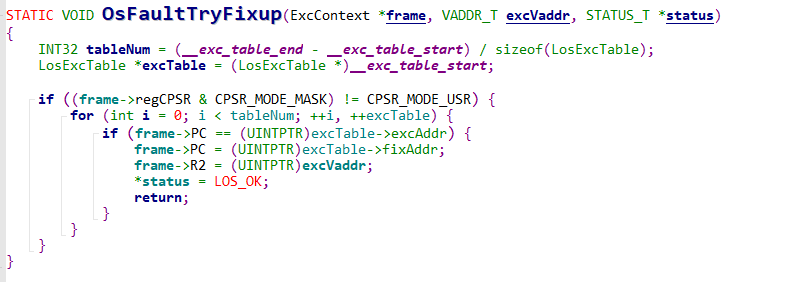 STATIC VOID OsFaultTryFixup(ExcContext *frame, VADDR_T excVaddr, STATUS_T *status)
{
    INT32 tableNum = (__exc_table_end - __exc_table_start) / sizeof(LosExcTable);
    LosExcTable *excTable = (LosExcTable *)__exc_table_start;

    if ((frame->regCPSR & CPSR_MODE_MASK) != CPSR_MODE_USR) {
        for (int i = 0; i < tableNum; ++i, ++excTable) {
            if (frame->PC == (UINTPTR)excTable->excAddr) {
                frame->PC = (UINTPTR)excTable->fixAddr;
                frame->R2 = (UINTPTR)excVaddr;
                *status = LOS_OK;
                return;
            }
        }
    }
}